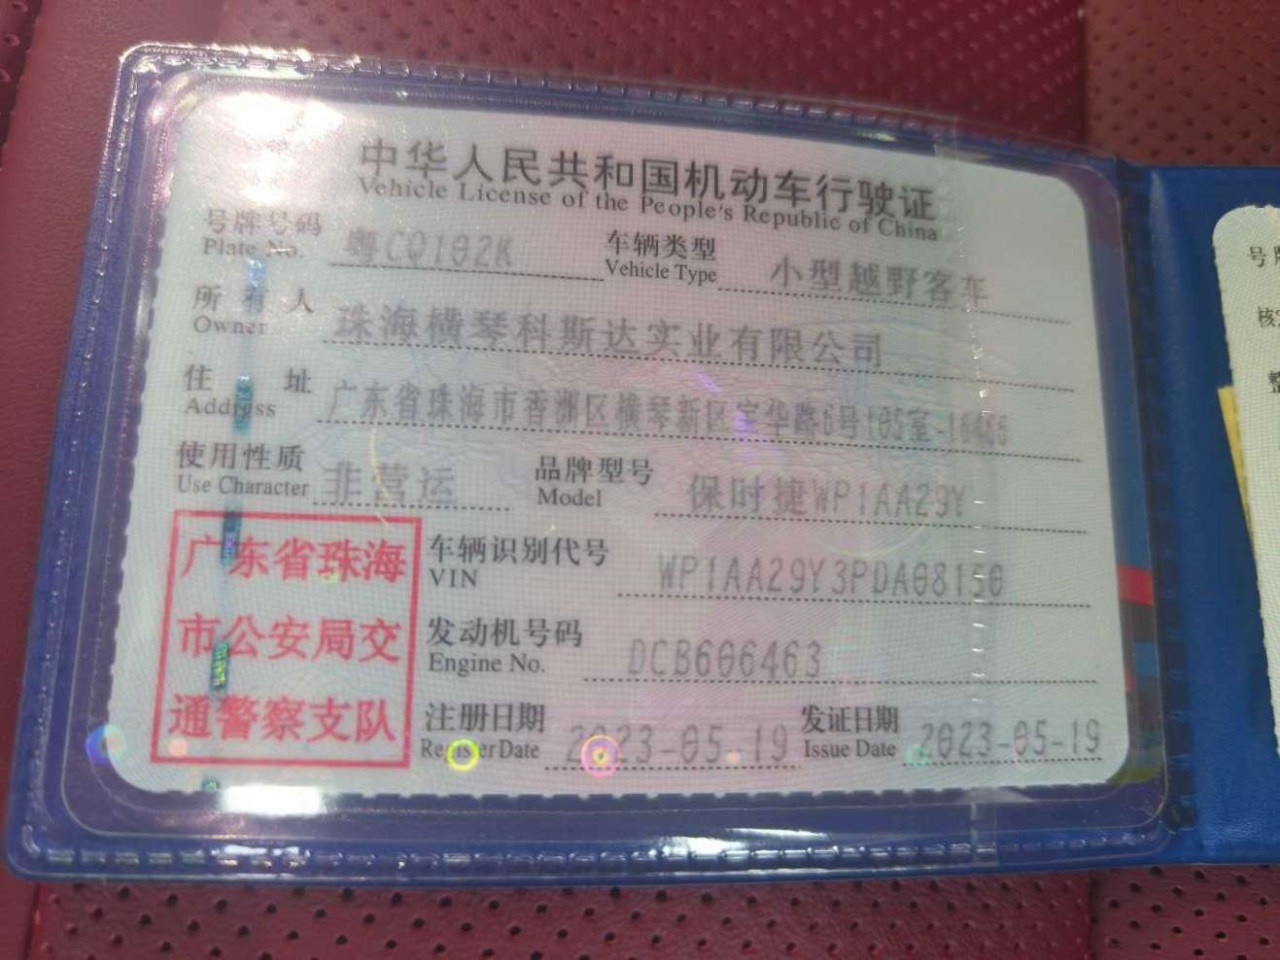 中华人民共和国机动车行驶证
Vehicle License of the People's Republic of China
号牌号码 粤CQ102K 车辆类型 小型越野客车
Plate No. Vehicle Type
所有人 珠海横琴科斯达实业有限公司
Owner
住址 广东省珠海市香洲区横琴新区宝华路6号105室
Address
使用性质 非营运 品牌型号 保时捷WP1AA29Y
Use Character Model
广东省珠海
市公安局交
通警察支队
车辆识别代号 WP1AA29Y3PDA08150
VIN
发动机号码 DCB606463
Engine No.
注册日期 2023-05-19 发证日期 2023-05-19
Register Date Issue Date
号
核